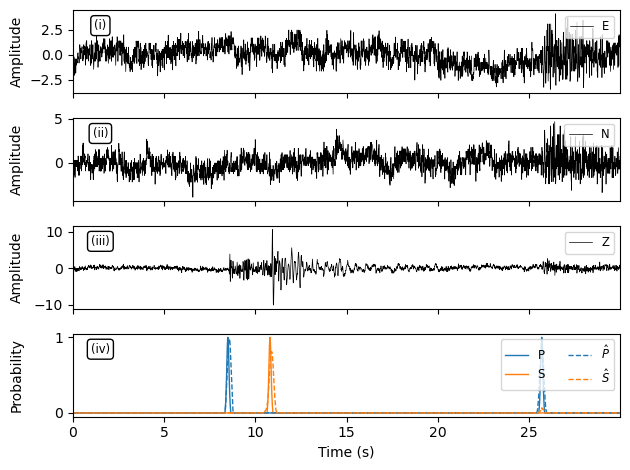 Amplitude
2.5
0.0
−2.5
(i)
E
Amplitude
5
0
(ii)
N
Amplitude
10
0
−10
(iii)
Z
Probability
1
0
(iv)
P
S
P̂
Ŝ
0 5 10 15 20 25
Time (s)